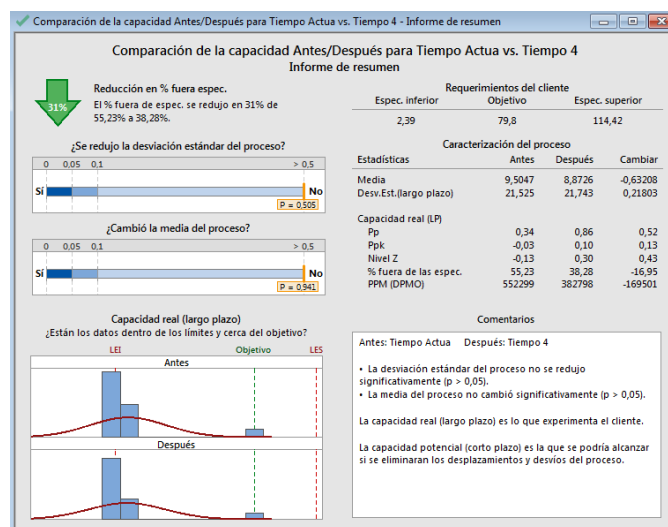 Comparación de la capacidad Antes/Después para Tiempo Actua vs. Tiempo 4 - Informe de resumen
Comparación de la capacidad Antes/Después para Tiempo Actua vs. Tiempo 4
Informe de resumen
31%
Reducción en % fuera espec.
El % fuera de espec. se redujo en 31% de
55,23% a 38,28%.
¿Se redujo la desviación estándar del proceso?
0 0,05 0,1 > 0,5
Sí No
P = 0,505
¿Cambió la media del proceso?
0 0,05 0,1 > 0,5
Sí No
P = 0,941
Capacidad real (largo plazo)
¿Están los datos dentro de los límites y cerca del objetivo?
LEI Objetivo LES
Antes
Después
Requerimientos del cliente
Espec. inferior Objetivo Espec. superior
2,39 79,8 114,42
Caracterización del proceso
Estadísticas Antes Después Cambiar
Media 9,5047 8,8726 -0,63208
Desv.Est.(largo plazo) 21,525 21,743 0,21803
Capacidad real (LP)
Pp 0,34 0,86 0,52
Ppk -0,03 0,10 0,13
Nivel Z -0,13 0,30 0,43
% fuera de las espec. 55,23 38,28 -16,95
PPM (DPMO) 552299 382798 -169501
Comentarios
Antes: Tiempo Actua Después: Tiempo 4
• La desviación estándar del proceso no se redujo
significativamente (p > 0,05).
• La media del proceso no cambió significativamente (p > 0,05).
La capacidad real (largo plazo) es lo que experimenta el cliente.
La capacidad potencial (corto plazo) es la que se podría alcanzar
si se eliminaran los desplazamientos y desvíos del proceso.